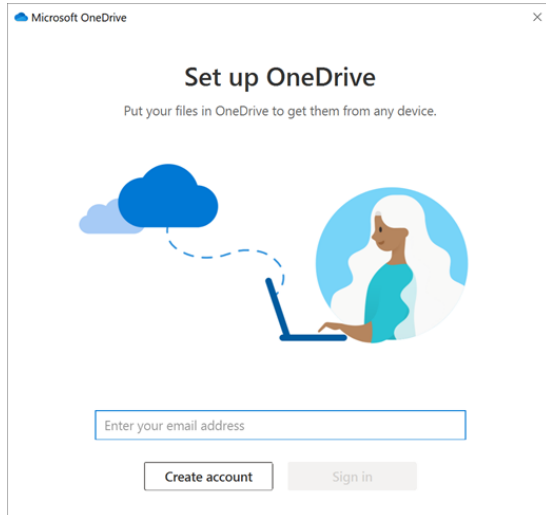 Microsoft OneDrive
Set up OneDrive
Put your files in OneDrive to get them from any device.
Enter your email address
Create account
Sign in